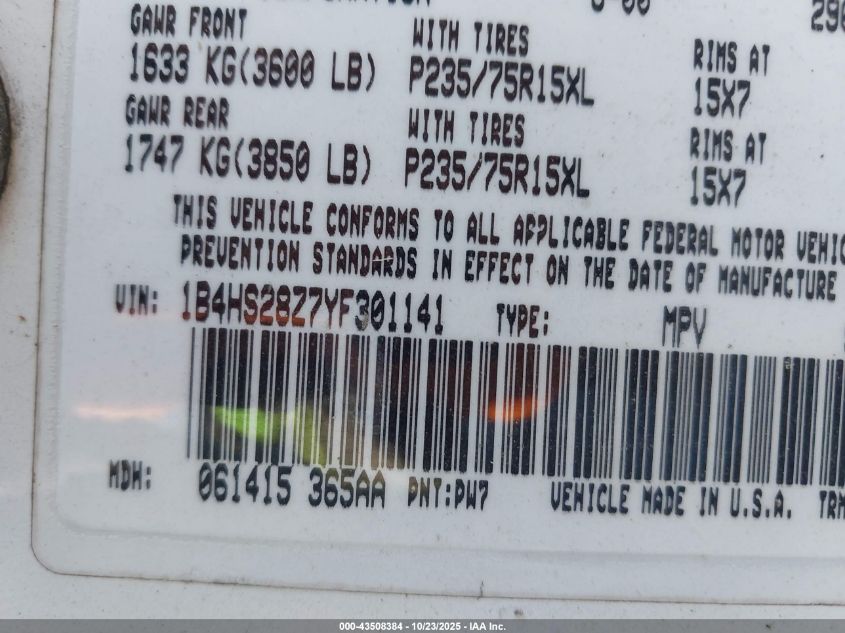 GAWR FRONT WITH TIRES RIMS AT
1633 KG(3600 LB) P235/75R15XL 15X7
GAWR REAR WITH TIRES RIMS AT
1747 KG(3850 LB) P235/75R15XL 15X7
THIS VEHICLE CONFORMS TO ALL APPLICABLE FEDERAL MOTOR VEHIC
PREVENTION STANDARDS IN EFFECT ON THE DATE OF MANUFACTURE
VIN: 1B4HS28Z7YF301141 TYPE: MPV
MDH: 061415 365AA PNT:PW7 VEHICLE MADE IN U.S.A. TRM
000-43508384 - 10/23/2025 - IAA Inc.